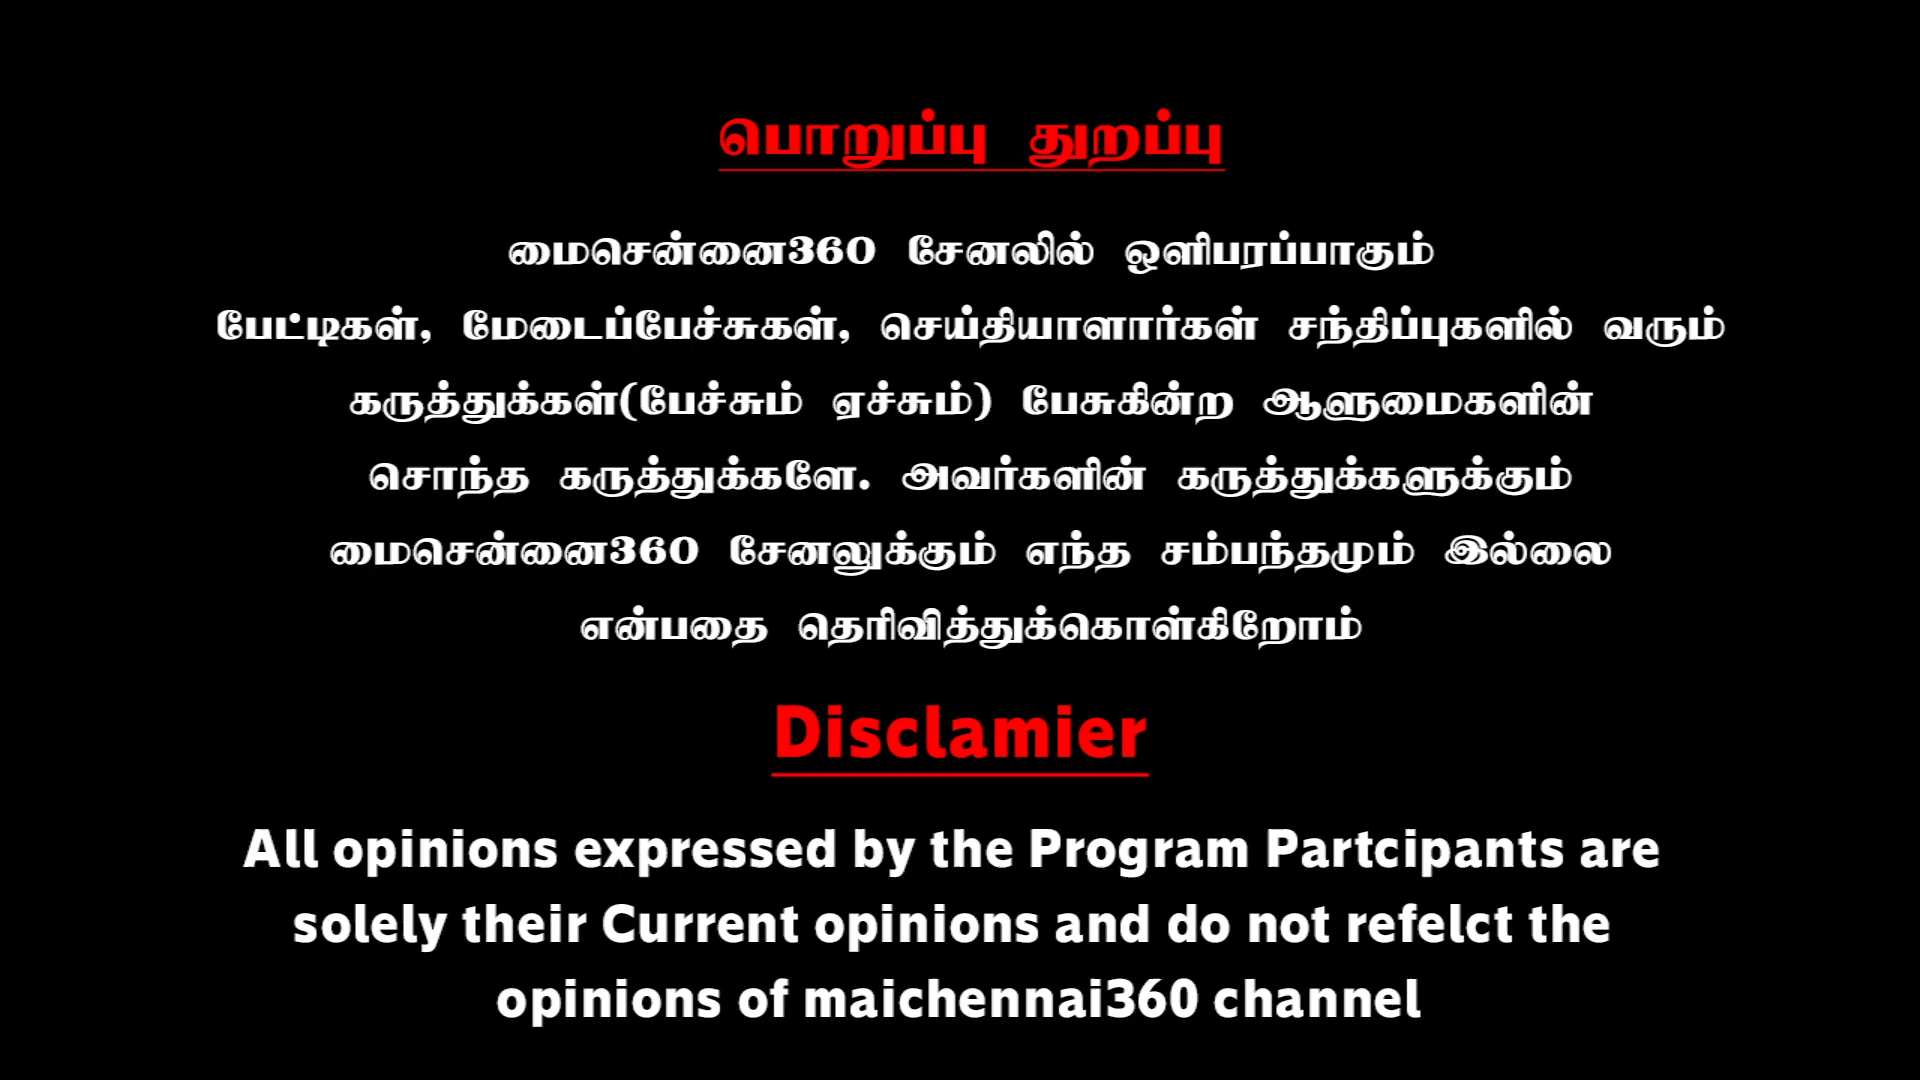 பொறுப்பு துறப்பு
மைசென்னை360 சேனலில் ஒளிபரப்பாகும்
பேட்டிகள், மேடைப்பேச்சுகள், செய்தியாளார்கள் சந்திப்புகளில் வரும்
கருத்துக்கள்(பேச்சும் ஏச்சும்) பேசுகின்ற ஆளுமைகளின்
சொந்த கருத்துக்களே. அவர்களின் கருத்துக்களுக்கும்
மைசென்னை360 சேனலுக்கும் எந்த சம்பந்தமும் இல்லை
என்பதை தெரிவித்துக்கொள்கிறோம்
Disclamier
All opinions expressed by the Program Partcipants are
solely their Current opinions and do not refelct the
opinions of maichennai360 channel